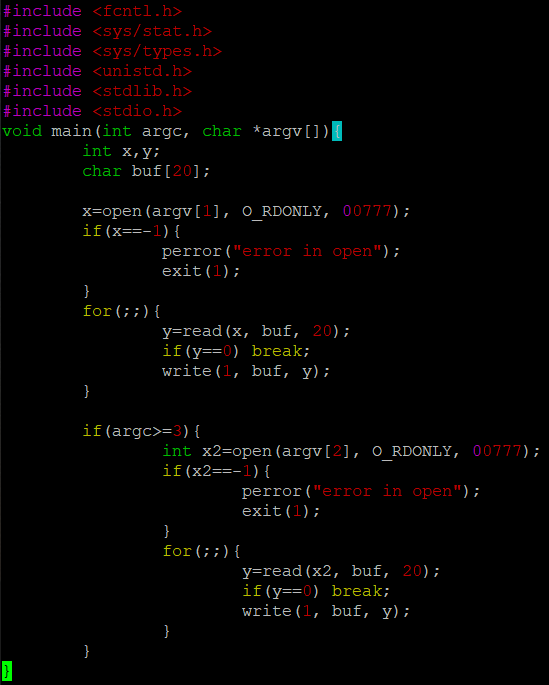 #include <fcntl.h>
#include <sys/stat.h>
#include <sys/types.h>
#include <unistd.h>
#include <stdlib.h>
#include <stdio.h>
void main(int argc, char *argv[]){
        int x,y;
        char buf[20];

        x=open(argv[1], O_RDONLY, 00777);
        if(x==-1){
                perror("error in open");
                exit(1);
        }
        for(;;){
                y=read(x, buf, 20);
                if(y==0) break;
                write(1, buf, y);
        }

        if(argc>=3){
                int x2=open(argv[2], O_RDONLY, 00777);
                if(x2==-1){
                        perror("error in open");
                        exit(1);
                }
                for(;;){
                        y=read(x2, buf, 20);
                        if(y==0) break;
                        write(1, buf, y);
                }
        }
}